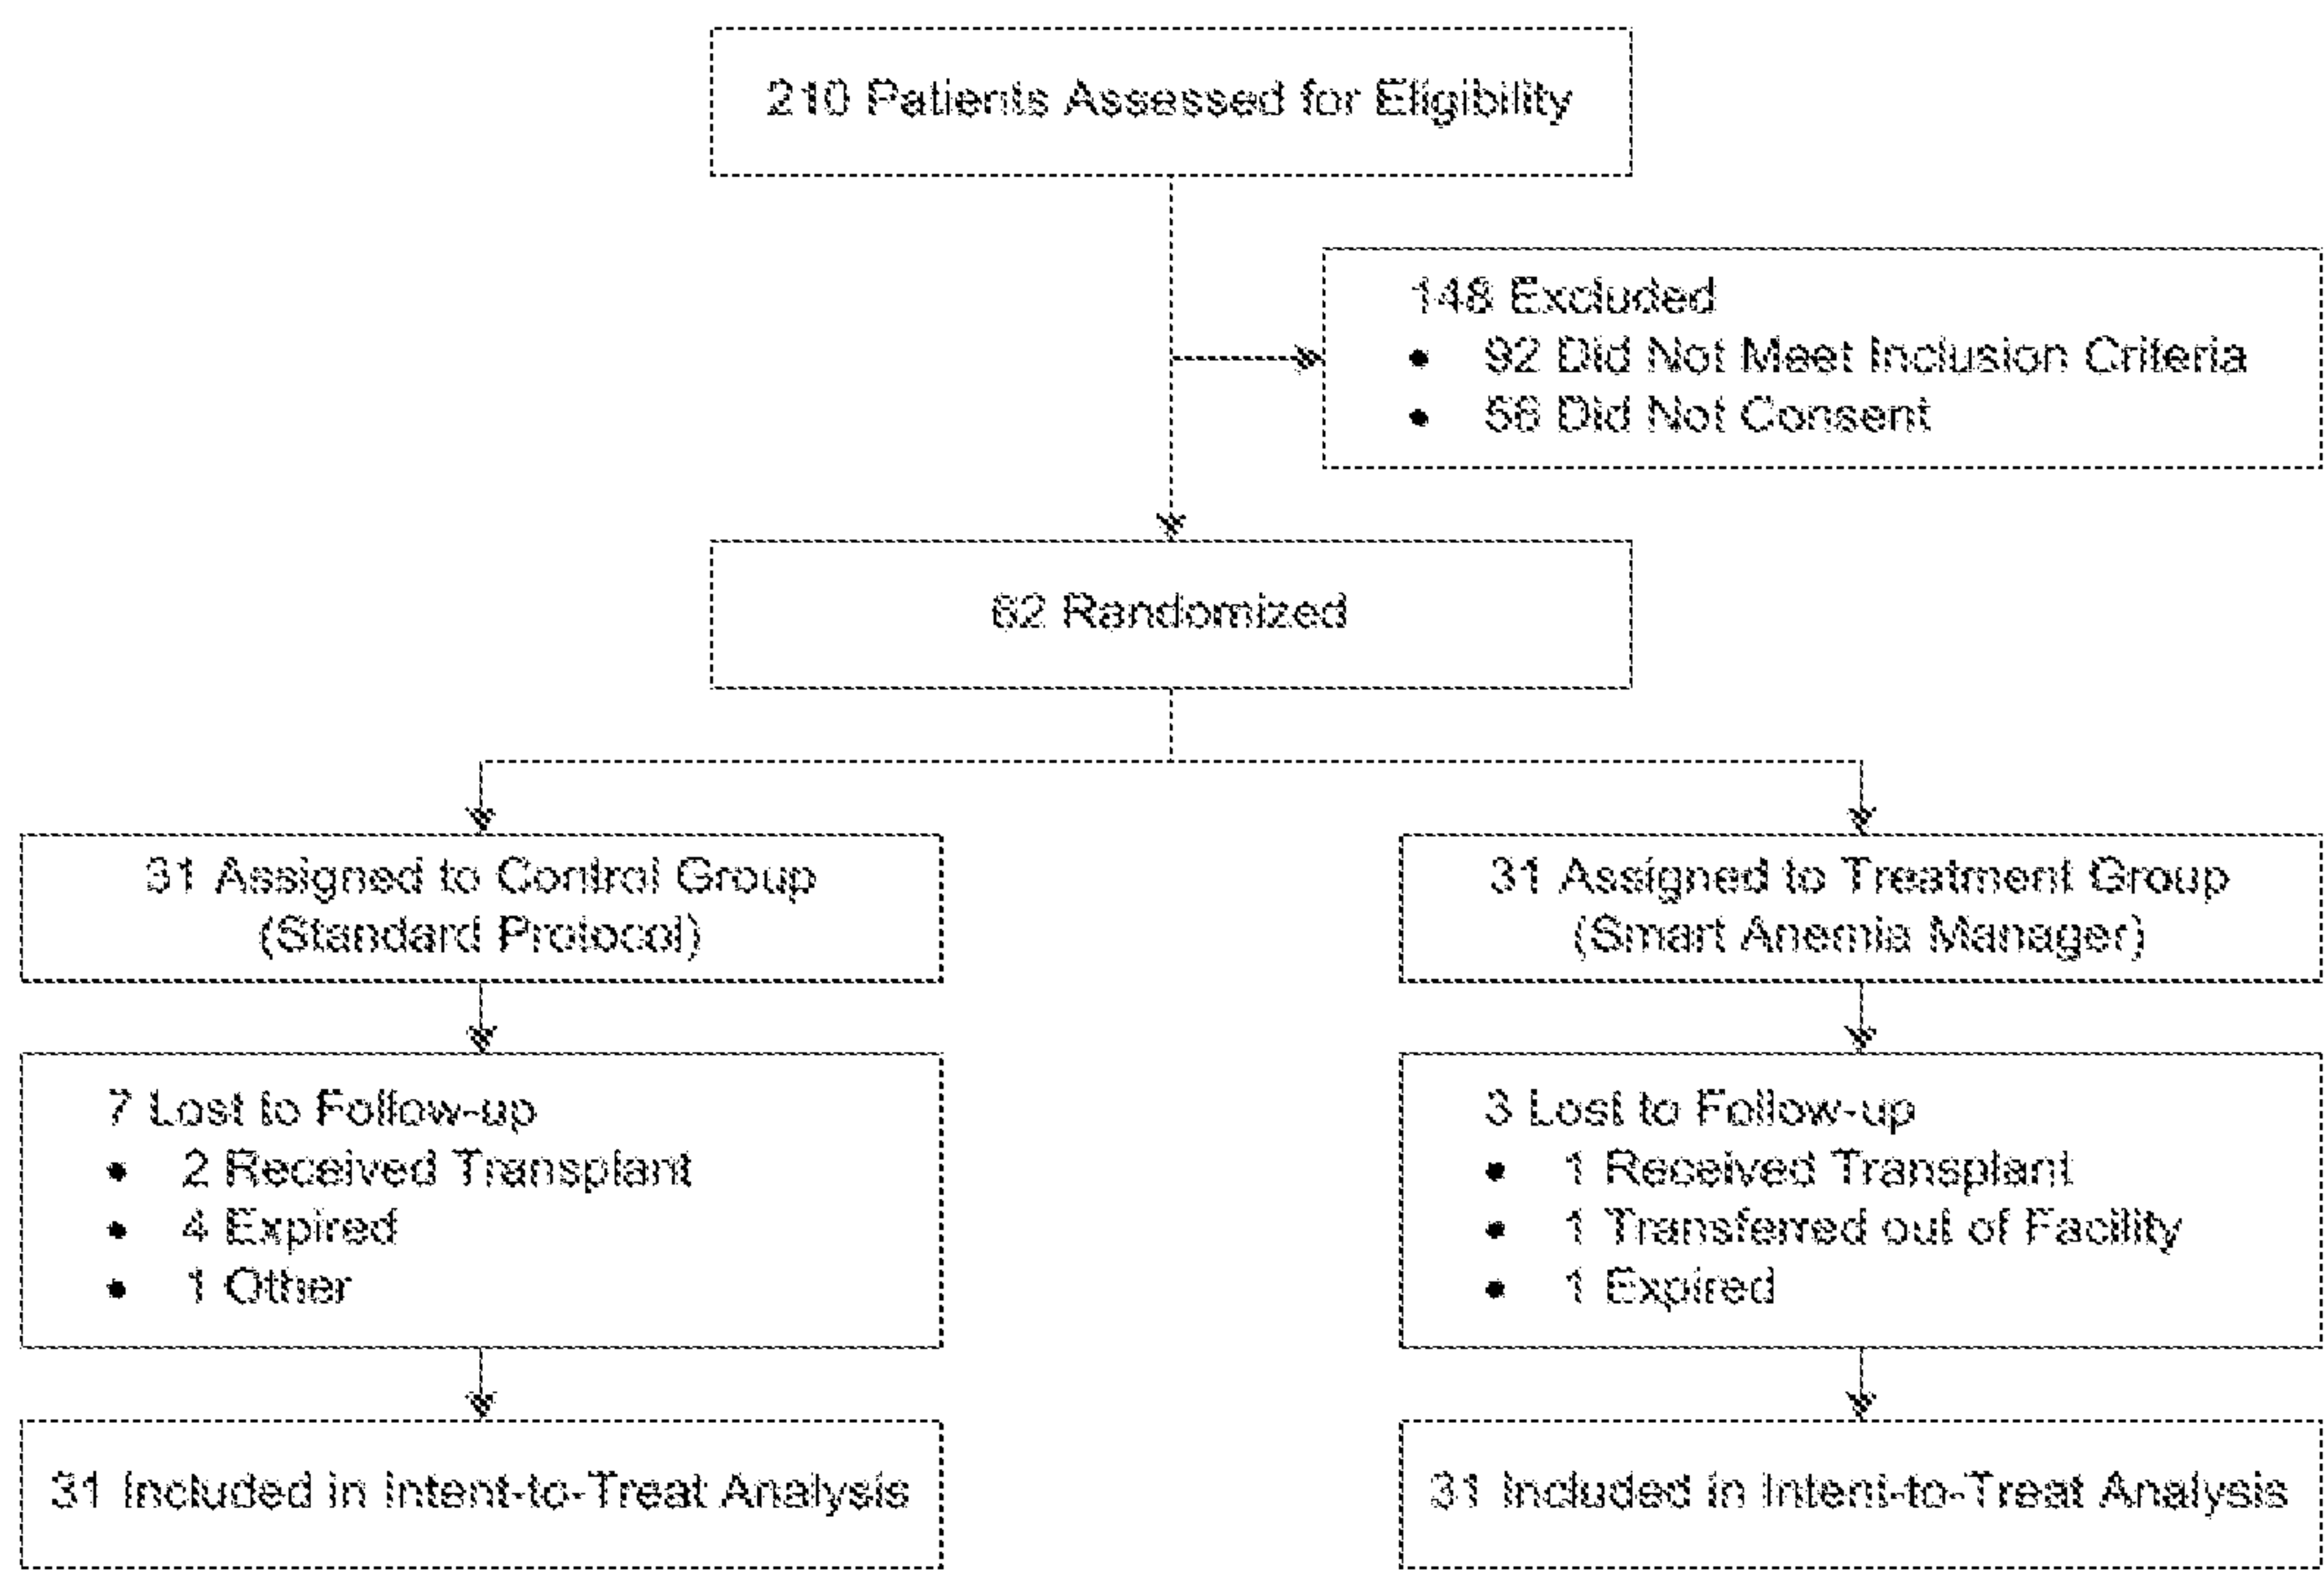 210 Patients Assessed for Eligibility
148 Excluded
• 92 Did Not Meet Inclusion Criteria
• 56 Did Not Consent
62 Randomized
31 Assigned to Control Group
(Standard Protocol)
31 Assigned to Treatment Group
(Smart Anemia Manager)
7 Lost to Follow-up
• 2 Received Transplant
• 4 Expired
• 1 Other
3 Lost to Follow-up
• 1 Received Transplant
• 1 Transferred out of Facility
• 1 Expired
31 Included in Intent-to-Treat Analysis
31 Included in Intent-to-Treat Analysis